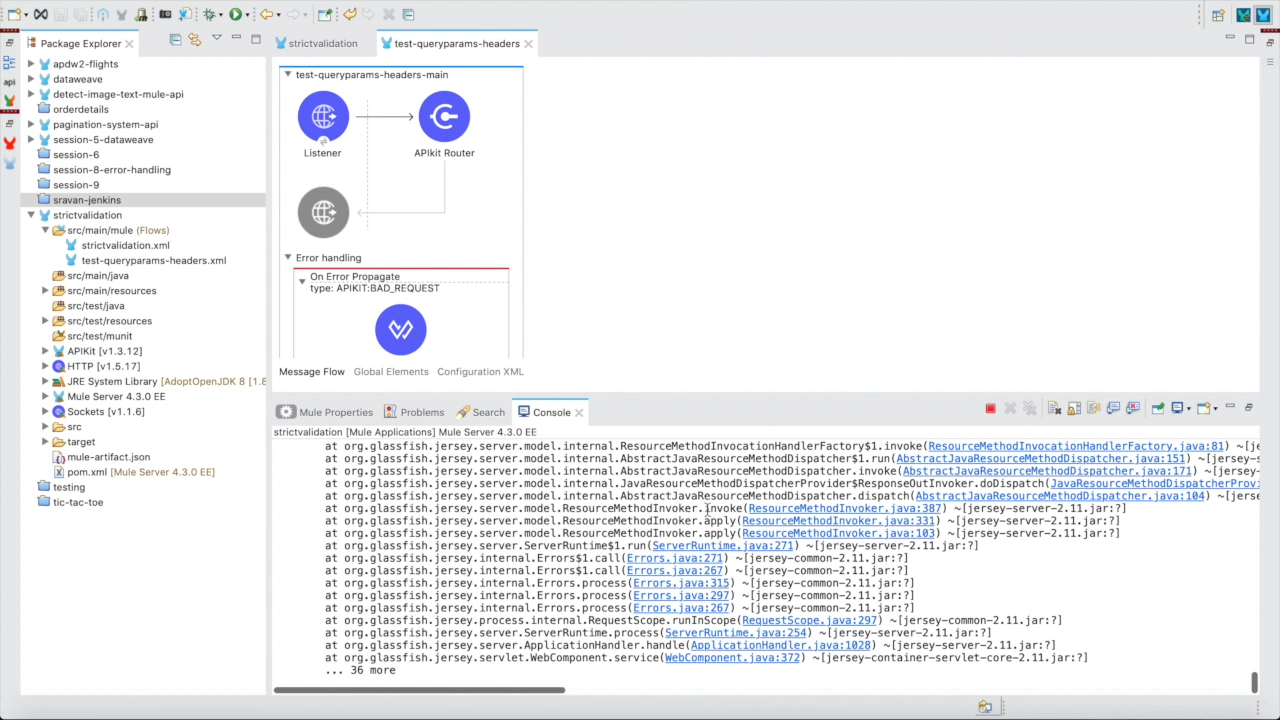 Package Explorer
apdw2-flights
dataweave
detect-image-text-mule-api
orderdetails
pagination-system-api
session-5-dataweave
session-6
session-8-error-handling
session-9
sravan-jenkins
strictvalidation
src/main/mule (Flows)
strictvalidation.xml
test-queryparams-headers.xml
src/main/java
src/main/resources
src/test/java
src/test/resources
src/test/munit
APIKit [v1.3.12]
HTTP [v1.5.17]
JRE System Library [AdoptOpenJDK 8 [1.8
Mule Server 4.3.0 EE
Sockets [v1.1.6]
src
target
mule-artifact.json
pom.xml [Mule Server 4.3.0 EE]
testing
tic-tac-toe
api
strictvalidation
test-queryparams-headers
test-queryparams-headers-main
Listener
APIkit Router
Error handling
On Error Propagate
type: APIKIT:BAD_REQUEST
Message Flow Global Elements Configuration XML
Mule Properties Problems Search Console
strictvalidation [Mule Applications] Mule Server 4.3.0 EE
at org.glassfish.jersey.server.model.internal.ResourceMethodInvocationHandlerFactory$1.invoke(ResourceMethodInvocationHandlerFactory.java:81) ~[je
at org.glassfish.jersey.server.model.internal.AbstractJavaResourceMethodDispatcher$1.run(AbstractJavaResourceMethodDispatcher.java:151) ~[jersey-s
at org.glassfish.jersey.server.model.internal.AbstractJavaResourceMethodDispatcher.invoke(AbstractJavaResourceMethodDispatcher.java:171) ~[jersey-
at org.glassfish.jersey.server.model.internal.JavaResourceMethodDispatcherProvider$ResponseOutInvoker.doDispatch(JavaResourceMethodDispatcherProvi
at org.glassfish.jersey.server.model.internal.AbstractJavaResourceMethodDispatcher.dispatch(AbstractJavaResourceMethodDispatcher.java:104) ~[jerse
at org.glassfish.jersey.server.model.ResourceMethodInvoker.invoke(ResourceMethodInvoker.java:387) ~[jersey-server-2.11.jar:?]
at org.glassfish.jersey.server.model.ResourceMethodInvoker.apply(ResourceMethodInvoker.java:331) ~[jersey-server-2.11.jar:?]
at org.glassfish.jersey.server.model.ResourceMethodInvoker.apply(ResourceMethodInvoker.java:103) ~[jersey-server-2.11.jar:?]
at org.glassfish.jersey.server.ServerRuntime$1.run(ServerRuntime.java:271) ~[jersey-server-2.11.jar:?]
at org.glassfish.jersey.internal.Errors$1.call(Errors.java:271) ~[jersey-common-2.11.jar:?]
at org.glassfish.jersey.internal.Errors$1.call(Errors.java:267) ~[jersey-common-2.11.jar:?]
at org.glassfish.jersey.internal.Errors.process(Errors.java:315) ~[jersey-common-2.11.jar:?]
at org.glassfish.jersey.internal.Errors.process(Errors.java:297) ~[jersey-common-2.11.jar:?]
at org.glassfish.jersey.internal.Errors.process(Errors.java:267) ~[jersey-common-2.11.jar:?]
at org.glassfish.jersey.process.internal.RequestScope.runInScope(RequestScope.java:297) ~[jersey-common-2.11.jar:?]
at org.glassfish.jersey.server.ServerRuntime.process(ServerRuntime.java:254) ~[jersey-server-2.11.jar:?]
at org.glassfish.jersey.server.ApplicationHandler.handle(ApplicationHandler.java:1028) ~[jersey-server-2.11.jar:?]
at org.glassfish.jersey.servlet.WebComponent.service(WebComponent.java:372) ~[jersey-container-servlet-core-2.11.jar:?]
... 36 more